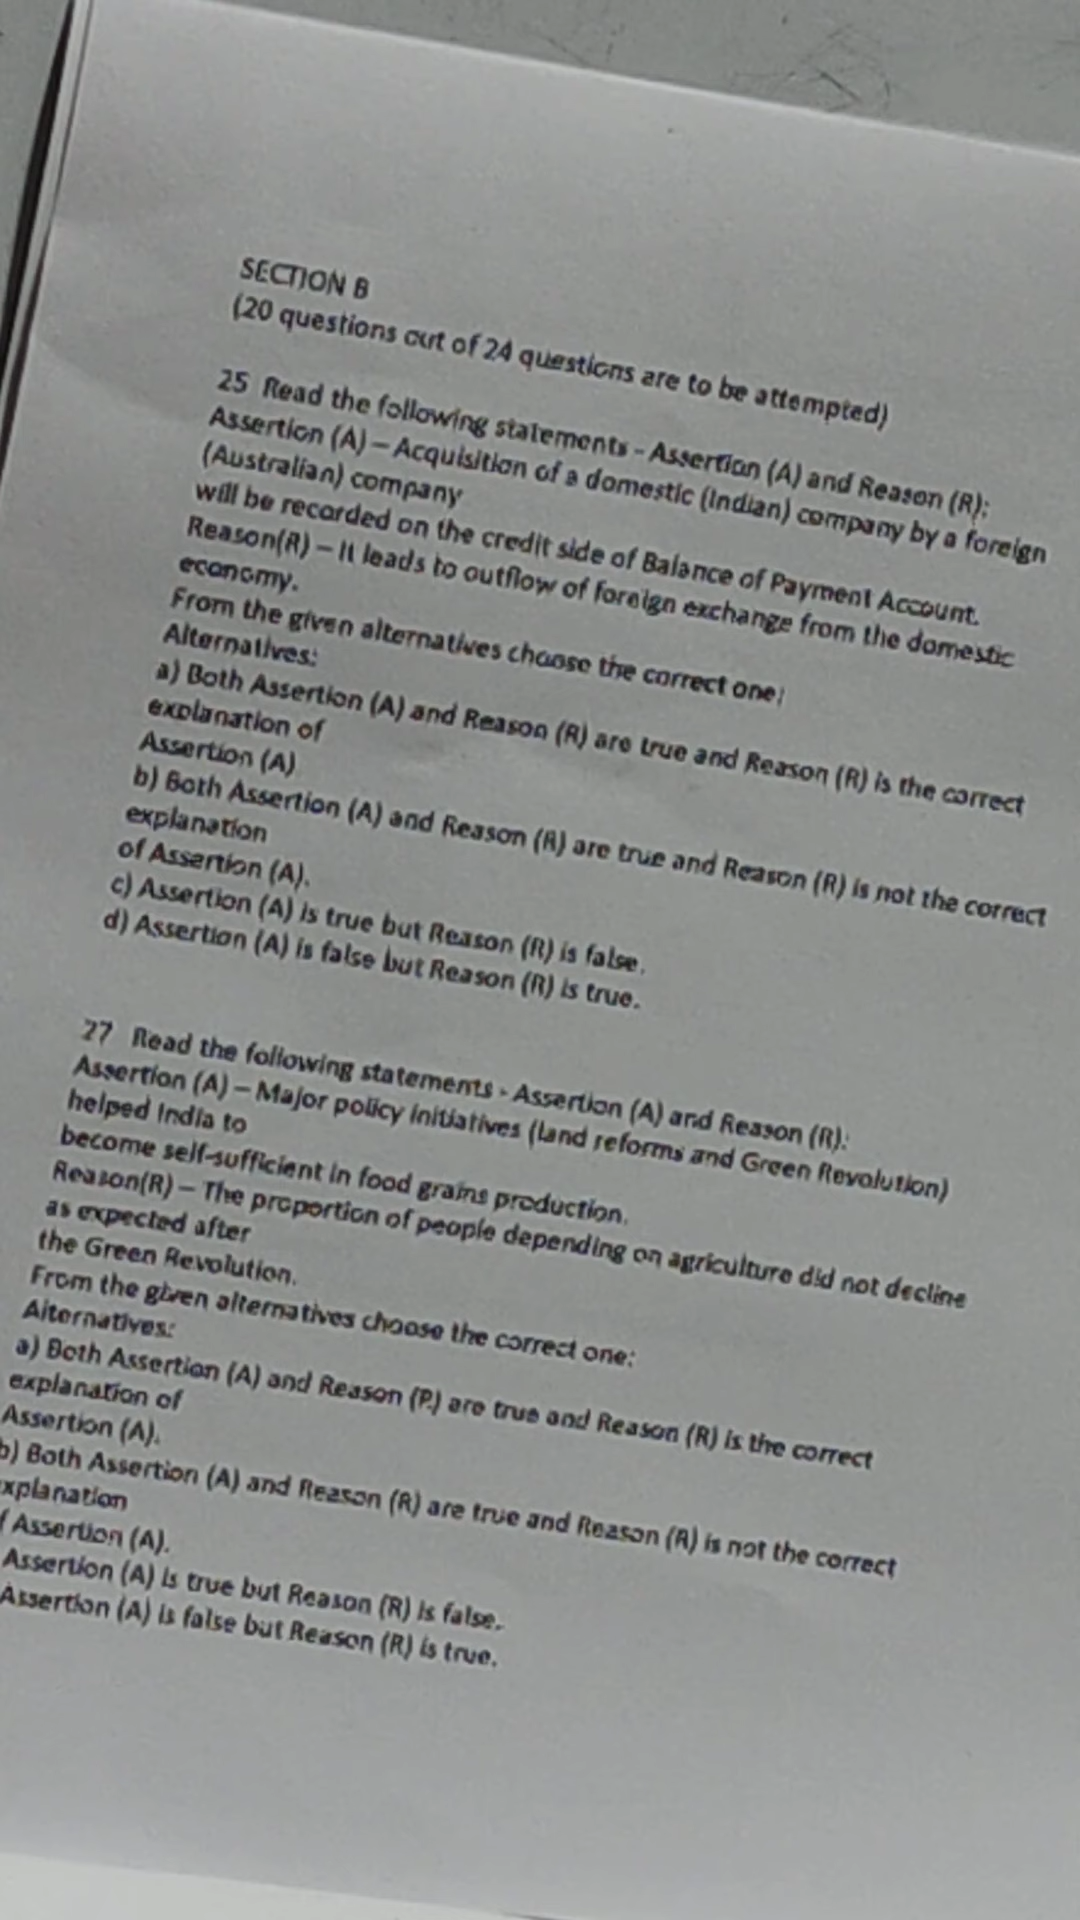 SECTION B
(20 questions out of 24 questions are to be attempted)
25 Read the following statements - Assertion (A) and Reason (R):
Assertion (A) – Acquisition of a domestic (Indian) company by a foreign
(Australian) company
will be recorded on the credit side of Balance of Payment Account.
Reason(R) – It leads to outflow of foreign exchange from the domestic
economy.
From the given alternatives choose the correct one:
Alternatives:
a) Both Assertion (A) and Reason (R) are true and Reason (R) is the correct
explanation of
Assertion (A)
b) Both Assertion (A) and Reason (R) are true and Reason (R) is not the correct
explanation
of Assertion (A).
c) Assertion (A) is true but Reason (R) is false.
d) Assertion (A) is false but Reason (R) is true.
27 Read the following statements - Assertion (A) and Reason (R):
Assertion (A) – Major policy initiatives (land reforms and Green Revolution)
helped India to
become self-sufficient in food grains production.
Reason(R) – The proportion of people depending on agriculture did not decline
as expected after
the Green Revolution.
From the given alternatives choose the correct one:
Alternatives:
a) Both Assertion (A) and Reason (R) are true and Reason (R) is the correct
explanation of
Assertion (A).
b) Both Assertion (A) and Reason (R) are true and Reason (R) is not the correct
xplanation
f Assertion (A).
Assertion (A) is true but Reason (R) is false.
Assertion (A) is false but Reason (R) is true.